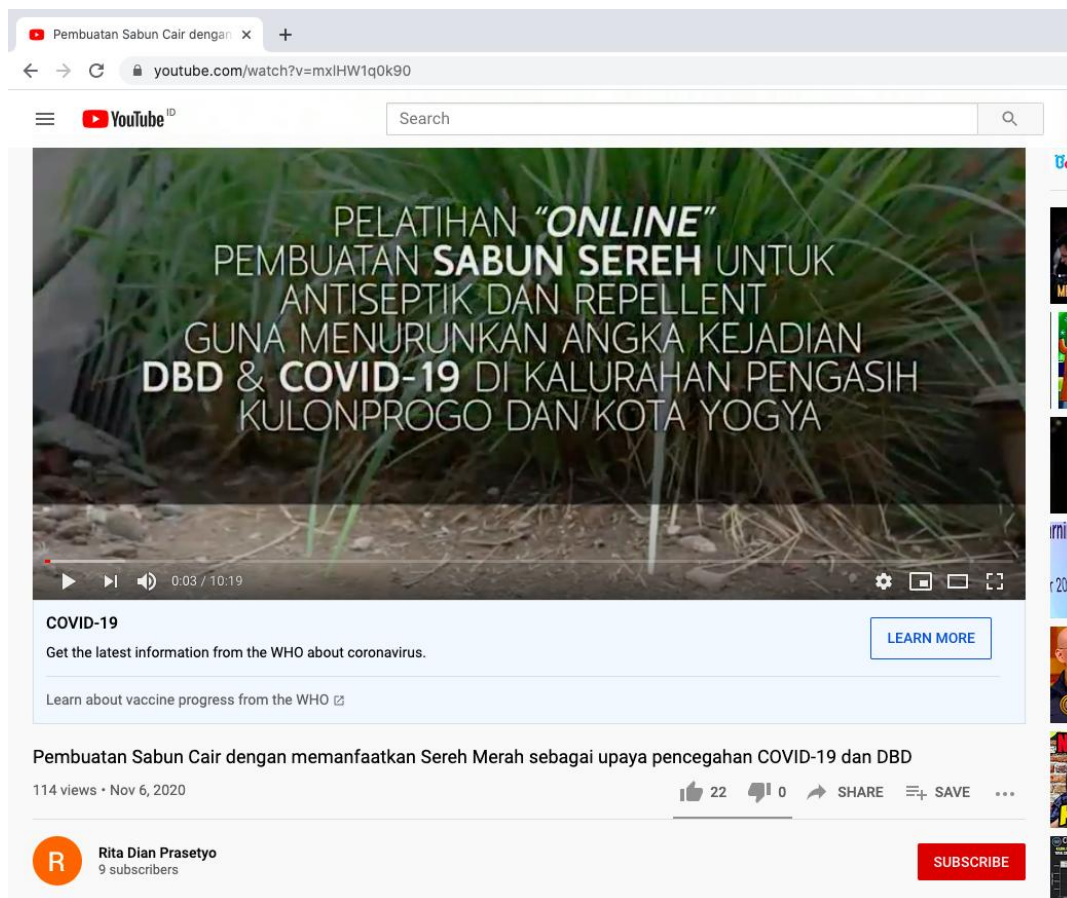 Pembuatan Sabun Cair dengan
youtube.com/watch?v=mxlHW1q0k90
YouTube ID
Search
PELATIHAN "ONLINE"
PEMBUATAN SABUN SEREH UNTUK
ANTISEPTIK DAN REPELLENT
GUNA MENURUNKAN ANGKA KEJADIAN
DBD & COVID-19 DI KALURAHAN PENGASIH
KULONPROGO DAN KOTA YOGYA
0:03 / 10:19
COVID-19
Get the latest information from the WHO about coronavirus.
LEARN MORE
Learn about vaccine progress from the WHO
Pembuatan Sabun Cair dengan memanfaatkan Sereh Merah sebagai upaya pencegahan COVID-19 dan DBD
114 views • Nov 6, 2020
22 0 SHARE SAVE
R
Rita Dian Prasetyo
9 subscribers
SUBSCRIBE